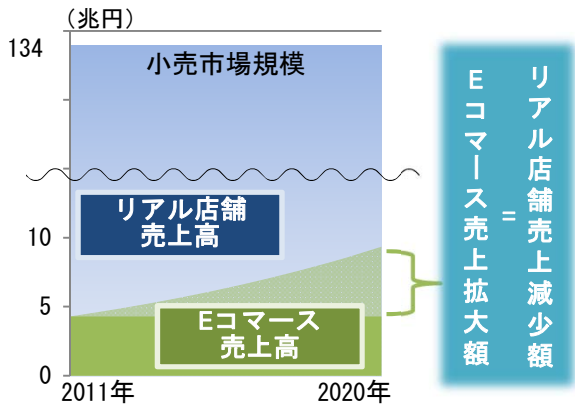 （兆円）
134
小売市場規模
リアル店舗
売上高
10
5
Eコマース
売上高
0
2011年
2020年
リアル店舗売上減少額
=
Eコマース売上拡大額